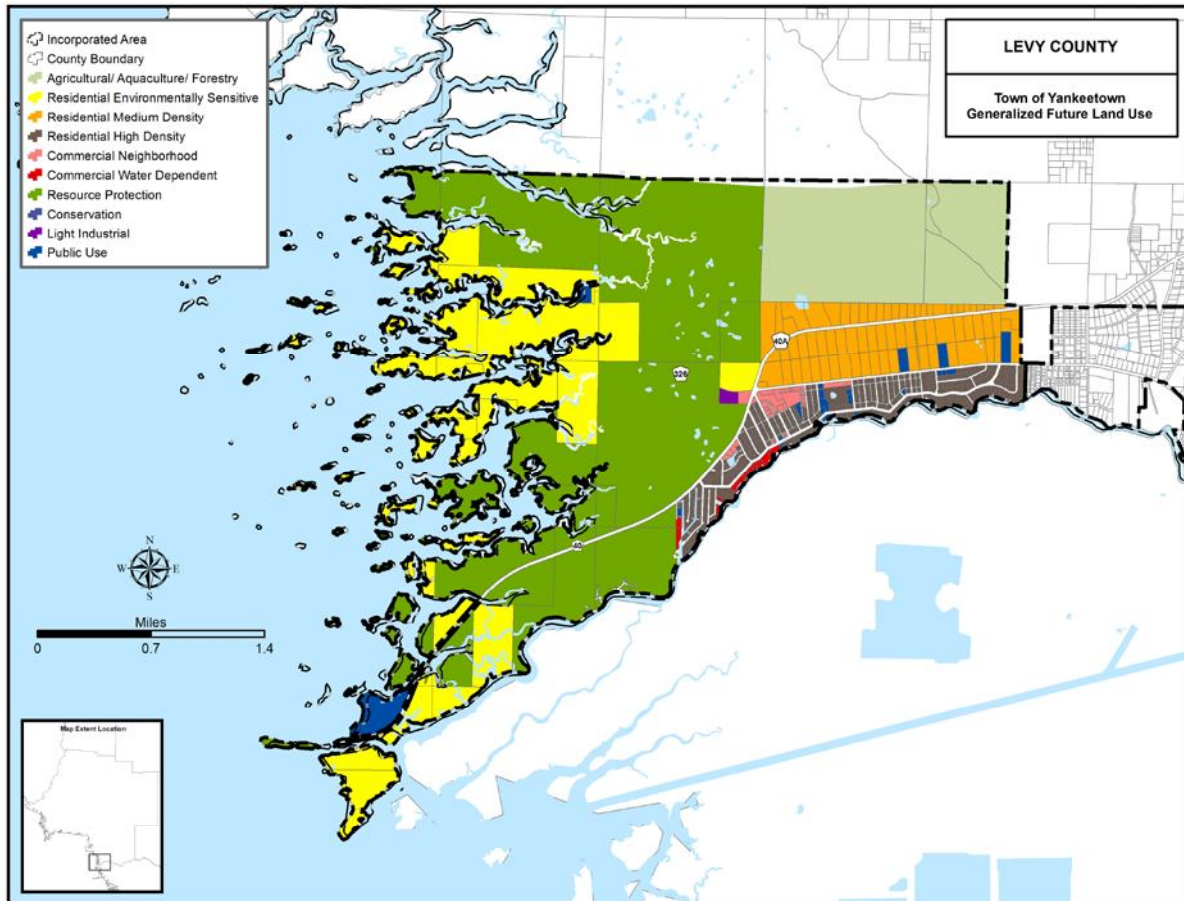 Incorporated Area
County Boundary
Agricultural/ Aquaculture/ Forestry
Residential Environmentally Sensitive
Residential Medium Density
Residential High Density
Commercial Neighborhood
Commercial Water Dependent
Resource Protection
Conservation
Light Industrial
Public Use
LEVY COUNTY
Town of Yankeetown
Generalized Future Land Use
40A
326
40
N
W E
S
Miles
0 0.7 1.4
Map Extent Location